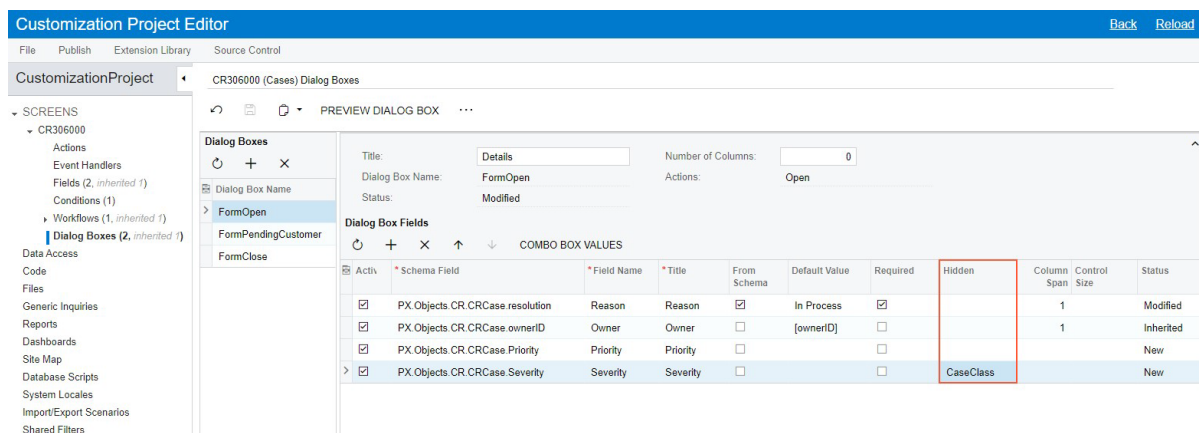 Customization Project Editor
Back Reload
File Publish Extension Library Source Control
CustomizationProject
CR306000 (Cases) Dialog Boxes
SCREENS
CR306000
Actions
Event Handlers
Fields (2, inherited 1)
Conditions (1)
Workflows (1, inherited 1)
Dialog Boxes (2, inherited 1)
Data Access
Code
Files
Generic Inquiries
Reports
Dashboards
Site Map
Database Scripts
System Locales
Import/Export Scenarios
Shared Filters
PREVIEW DIALOG BOX ...
Dialog Boxes
Dialog Box Name
FormOpen
FormPendingCustomer
FormClose
Title: Details Number of Columns: 0
Dialog Box Name: FormOpen Actions: Open
Status: Modified
Dialog Box Fields
COMBO BOX VALUES
Activ * Schema Field * Field Name * Title From Schema Default Value Required Hidden Column Span Control Size Status
PX.Objects.CR.CRCase.resolution Reason Reason In Process 1 Modified
PX.Objects.CR.CRCase.ownerID Owner Owner [ownerID] 1 Inherited
PX.Objects.CR.CRCase.Priority Priority Priority New
PX.Objects.CR.CRCase.Severity Severity Severity CaseClass New